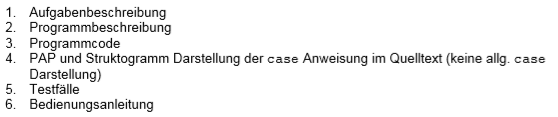 1. Aufgabenbeschreibung
2. Programmbeschreibung
3. Programmcode
4. PAP und Struktogramm Darstellung der case Anweisung im Quelltext (keine allg. case
Darstellung)
5. Testfälle
6. Bedienungsanleitung